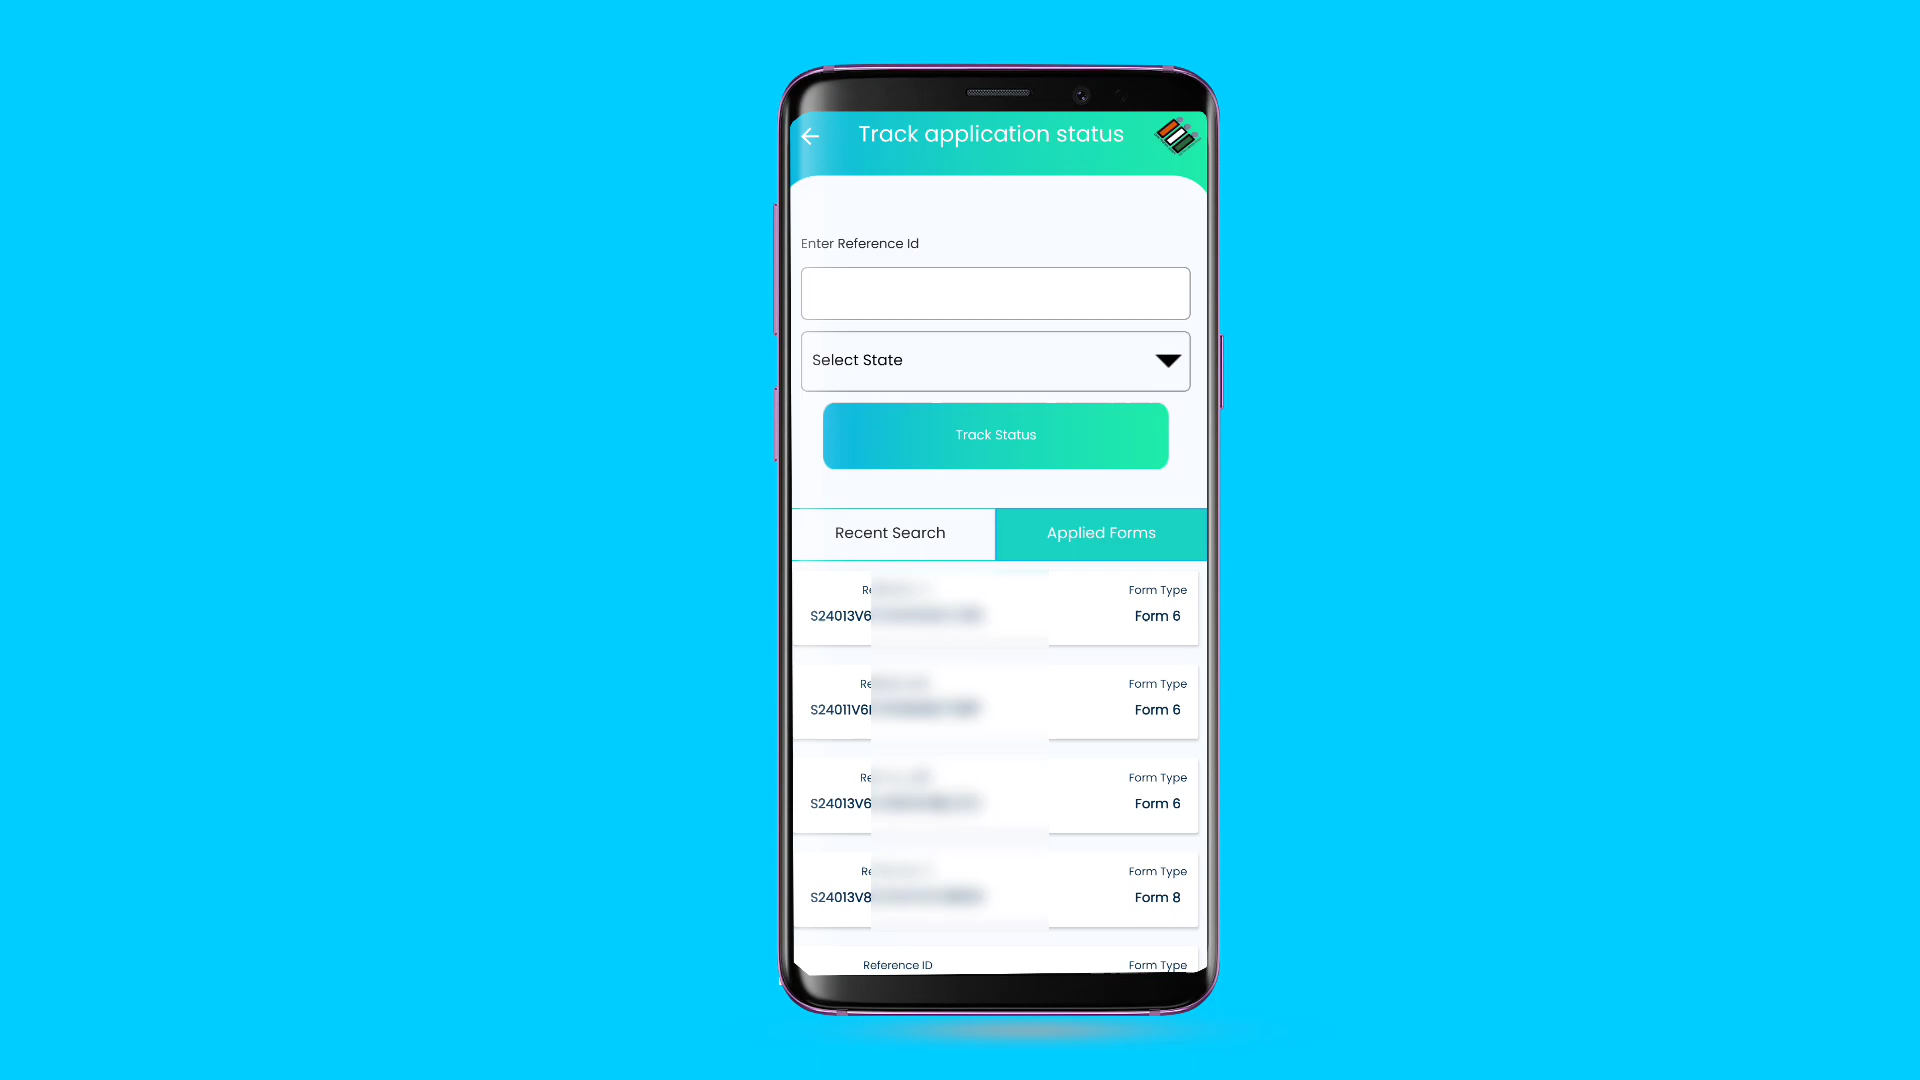 Track application status
Enter Reference Id
Select State
Track Status
Recent Search
Applied Forms
Form Type
S24013V6
Form 6
Form Type
Form 6
Form Type
S24013V6
Form 6
Form Type
S24013V8
Form 8
Reference ID
Form Type